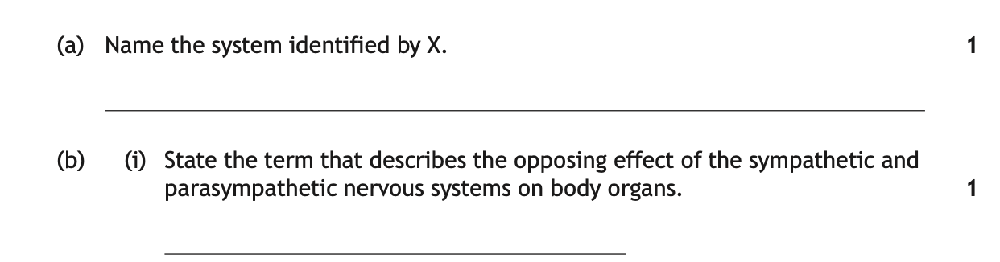 (a) Name the system identified by X. 1
(b) (i) State the term that describes the opposing effect of the sympathetic and
parasympathetic nervous systems on body organs. 1